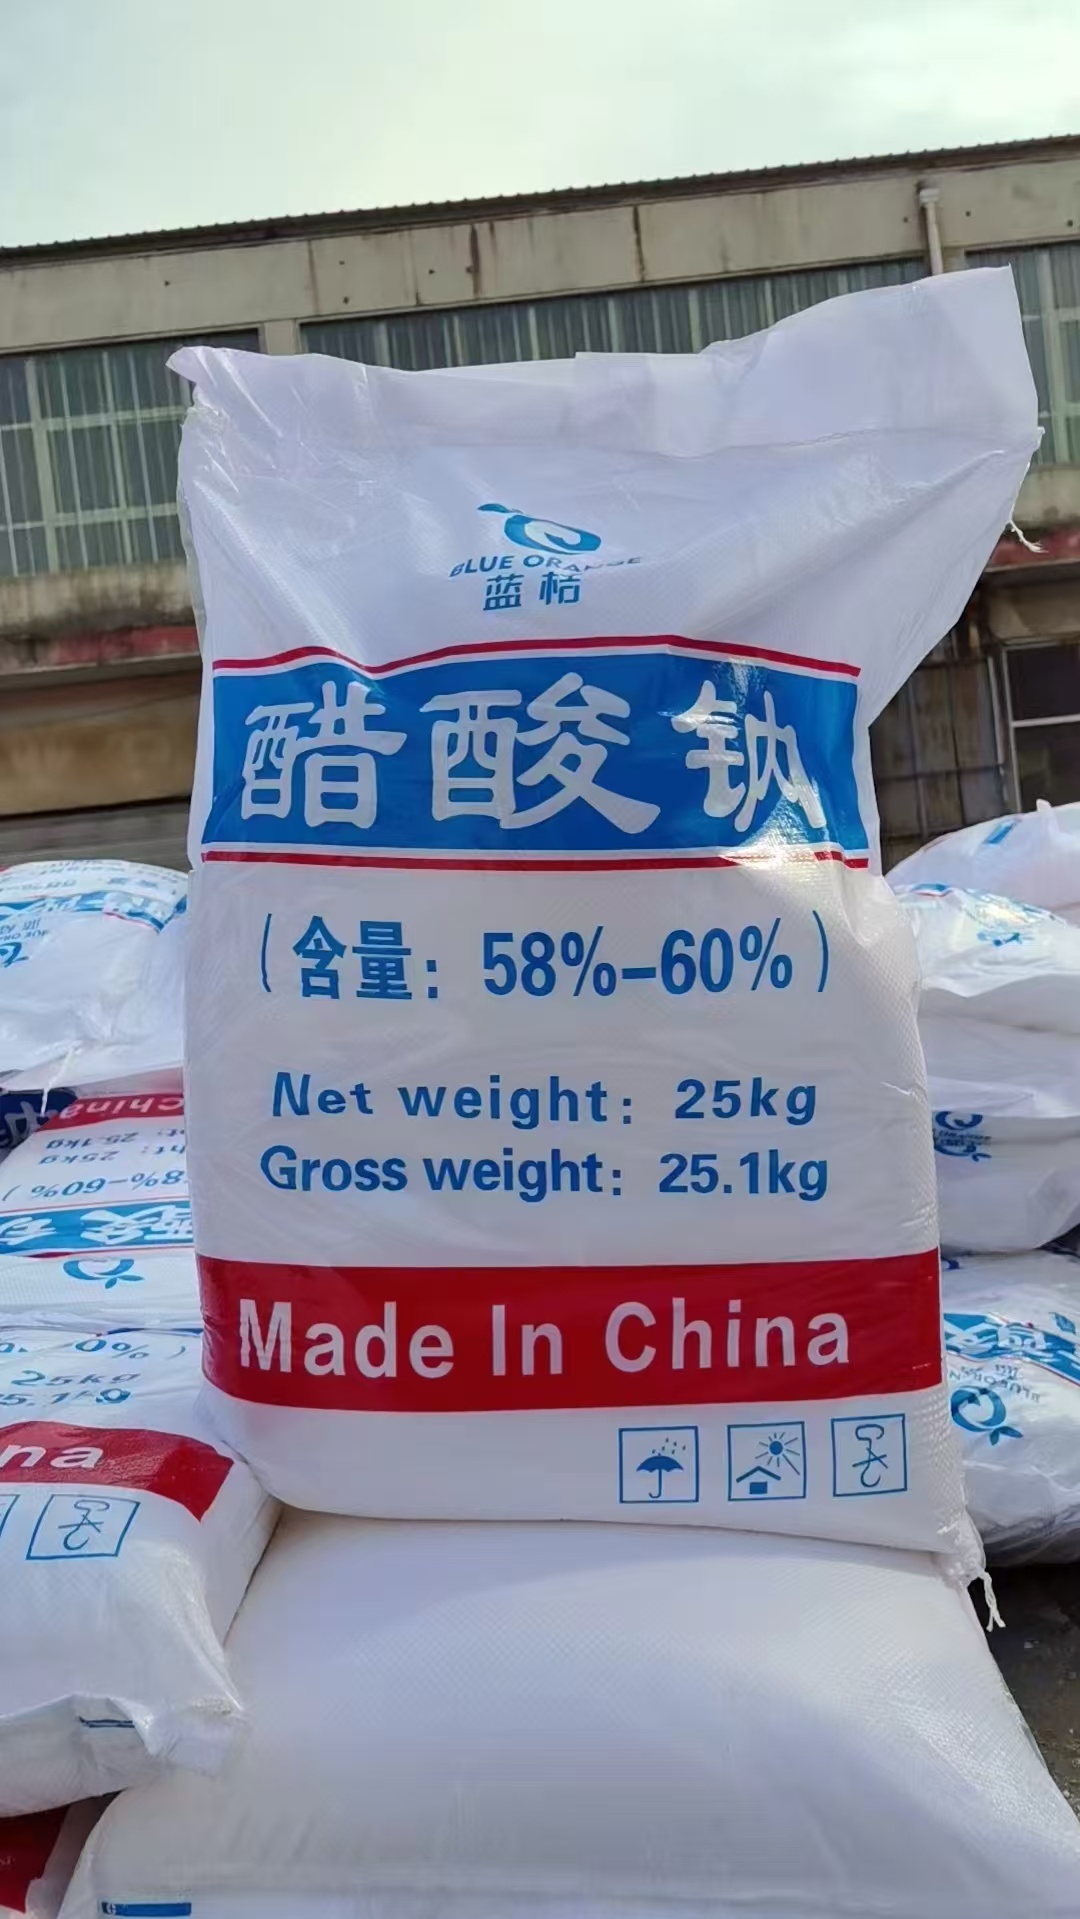 BLUE ORANGE
蓝桔
醋酸钠
（含量：58%-60%）
Net weight: 25kg
Gross weight: 25.1kg
Made In China